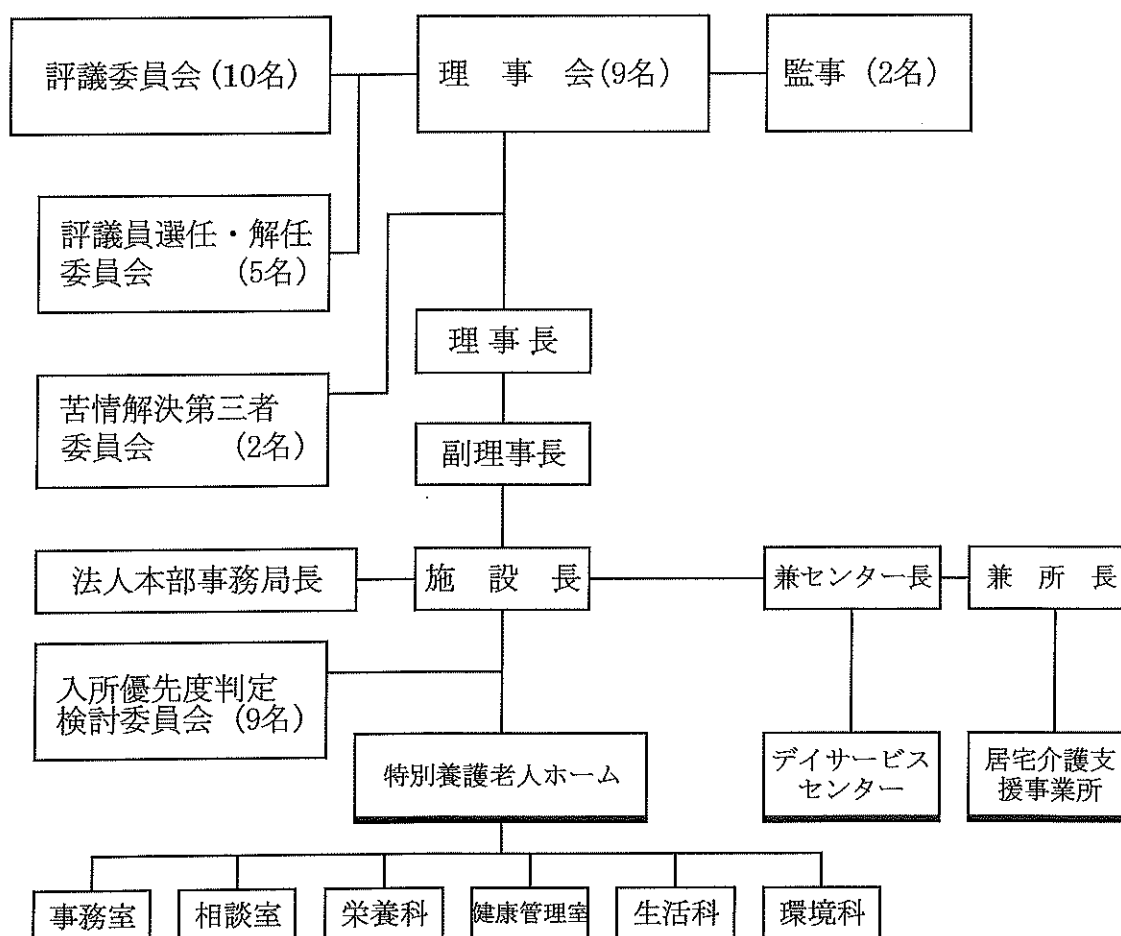 評議委員会 (10名)
理　事　会(9名)
監事 (2名)
評議員選任・解任
委員会　　(5名)
理 事 長
苦情解決第三者
委員会　　(2名)
副理事長
法人本部事務局長
施　設　長
兼センター長
兼　所　長
入所優先度判定
検討委員会 (9名)
特別養護老人ホーム
デイサービス
センター
居宅介護支
援事業所
事務室
相談室
栄養科
健康管理室
生活科
環境科